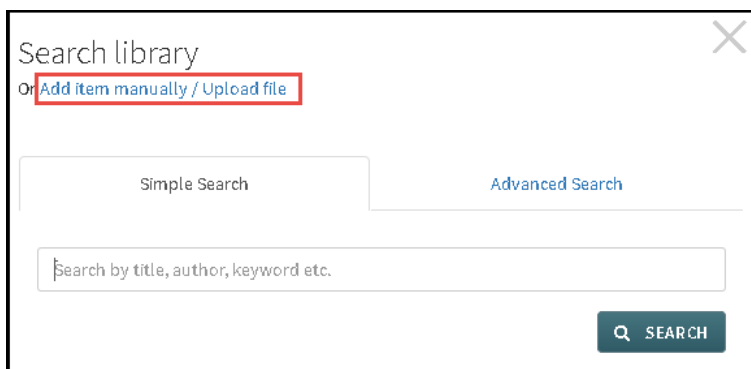 Search library
Or Add item manually / Upload file
Simple Search
Advanced Search
Search by title, author, keyword etc.
SEARCH